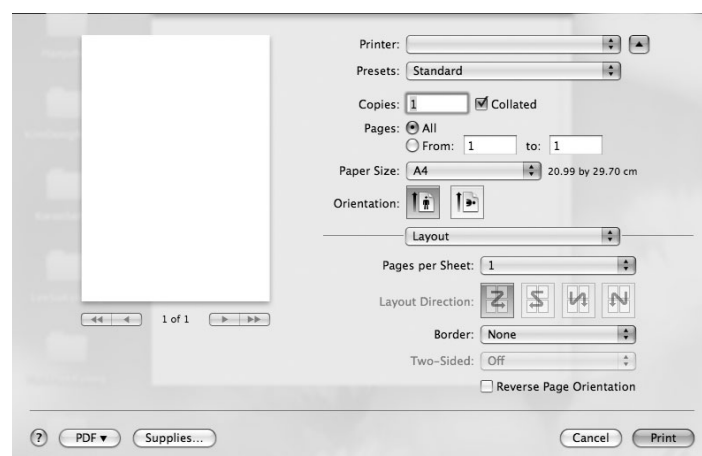 Printer:
Presets: Standard
Copies: 1 Collated
Pages: All
From: 1 to: 1
Paper Size: A4 20.99 by 29.70 cm
Orientation:
Layout
Pages per Sheet: 1
Layout Direction:
1 of 1
Border: None
Two-Sided: Off
Reverse Page Orientation
? PDF▼ Supplies... Cancel Print